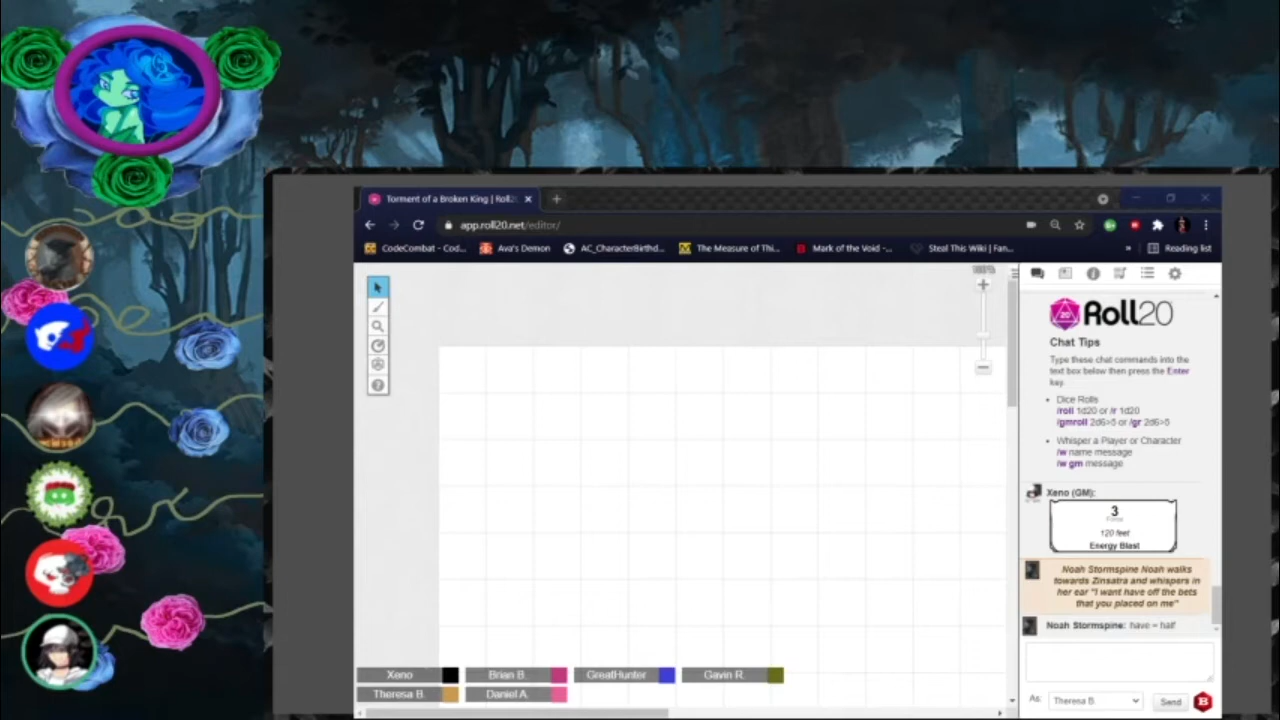 Torment of a Broken King | Roll2
app.roll20.net/editor/
CodeCombat - Cod...
Ava's Demon
AC_CharacterBirthd...
The Measure of Thi...
Mark of the Void -...
Steal This Wiki | Fan...
»
Reading list
100%
20
Roll20
Chat Tips
Type these chat commands into the
text box below then press the Enter
key.
• Dice Rolls
/roll 1d20 or /r 1d20
/gmroll 2d6>5 or /gr 2d6>5
• Whisper a Player or Character
/w name message
/w gm message
Xeno (GM):
3
120 feet
Energy Blast
Noah Stormspine Noah walks
towards Zinsatra and whispers in
her ear "I want have off the bets
that you placed on me"
Noah Stormspine: have = half
Xeno
Brian B.
GreatHunter
Gavin R.
Theresa B.
Daniel A.
As:
Theresa B.
Send